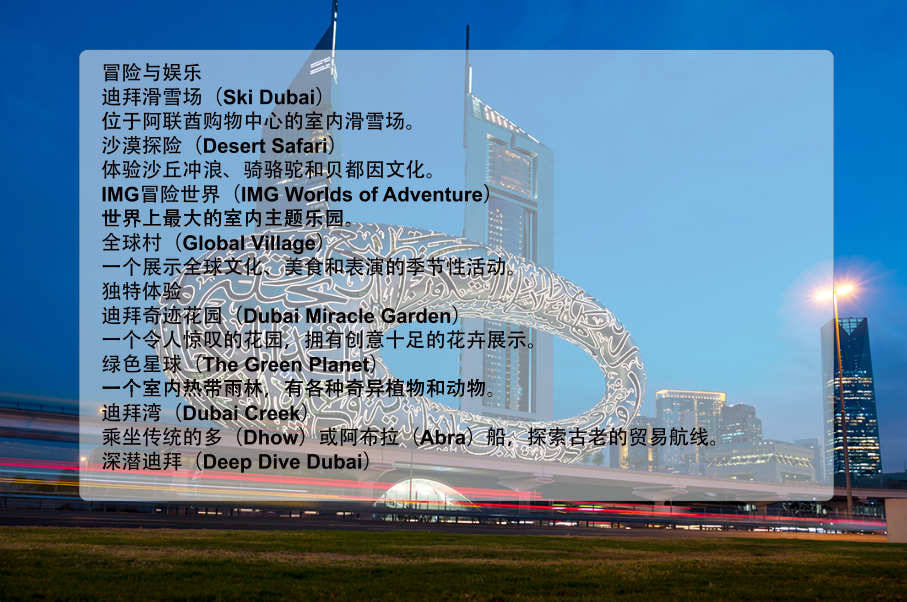 冒险与娱乐
迪拜滑雪场（Ski Dubai）
位于阿联酋购物中心的室内滑雪场。
沙漠探险（Desert Safari）
体验沙丘冲浪、骑骆驼和贝都因文化。
IMG冒险世界（IMG Worlds of Adventure）
世界上最大的室内主题乐园。
全球村（Global Village）
一个展示全球文化、美食和表演的季节性活动。
独特体验
迪拜奇迹花园（Dubai Miracle Garden）
一个令人惊叹的花园，拥有创意十足的花卉展示。
绿色星球（The Green Planet）
一个室内热带雨林，有各种奇异植物和动物。
迪拜湾（Dubai Creek）
乘坐传统的多（Dhow）或阿布拉（Abra）船，探索古老的贸易航线。
深潜迪拜（Deep Dive Dubai）